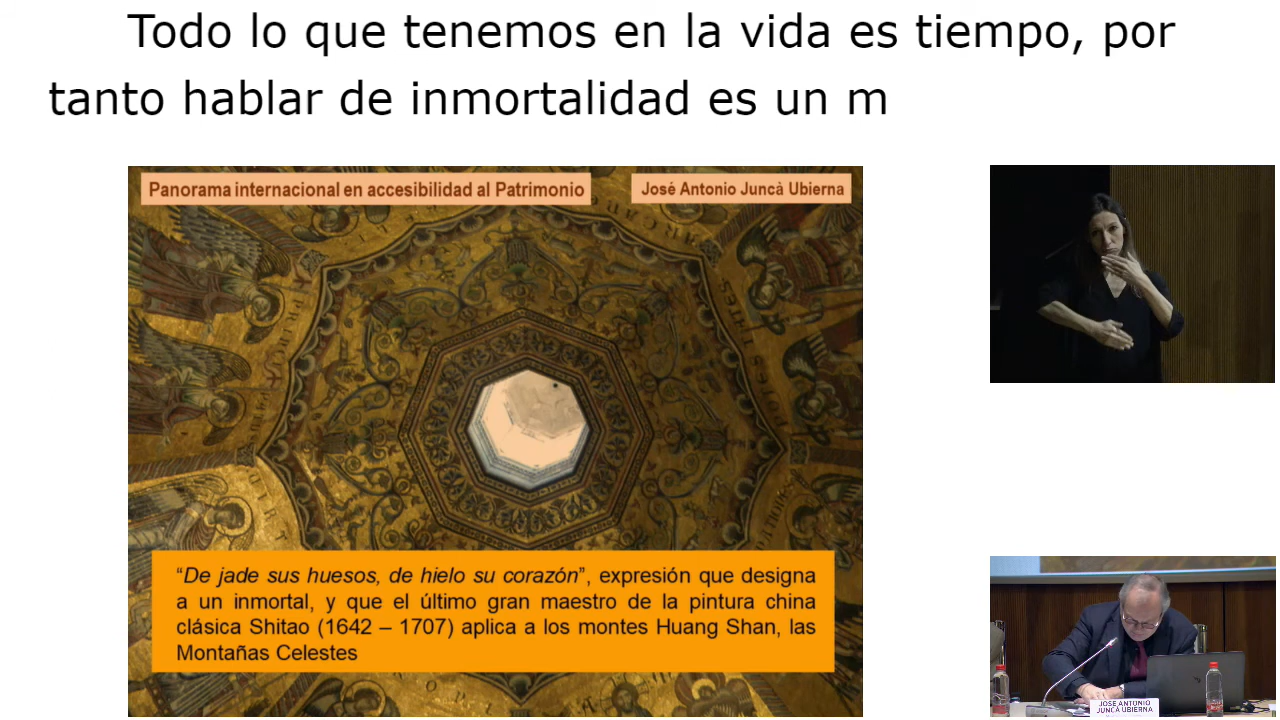 Todo lo que tenemos en la vida es tiempo, por
tanto hablar de inmortalidad es un m
Panorama internacional en accesibilidad al Patrimonio
José Antonio Juncà Ubierna
“De jade sus huesos, de hielo su corazón”, expresión que designa
a un inmortal, y que el último gran maestro de la pintura china
clásica Shitao (1642 – 1707) aplica a los montes Huang Shan, las
Montañas Celestes
JOSE ANTONIO
JUNCÀ UBIERNA